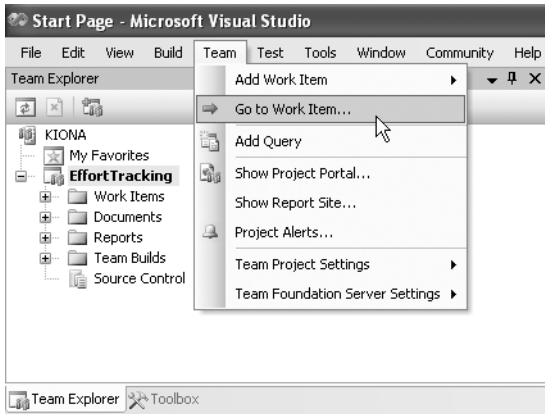 Start Page - Microsoft Visual Studio
File Edit View Build Team Test Tools Window Community Help
Team Explorer
Add Work Item
Go to Work Item...
KIONA
Add Query
My Favorites
EffortTracking
Show Project Portal...
Work Items
Show Report Site...
Documents
Reports
Project Alerts...
Team Builds
Team Project Settings
Source Control
Team Foundation Server Settings
Team Explorer Toolbox